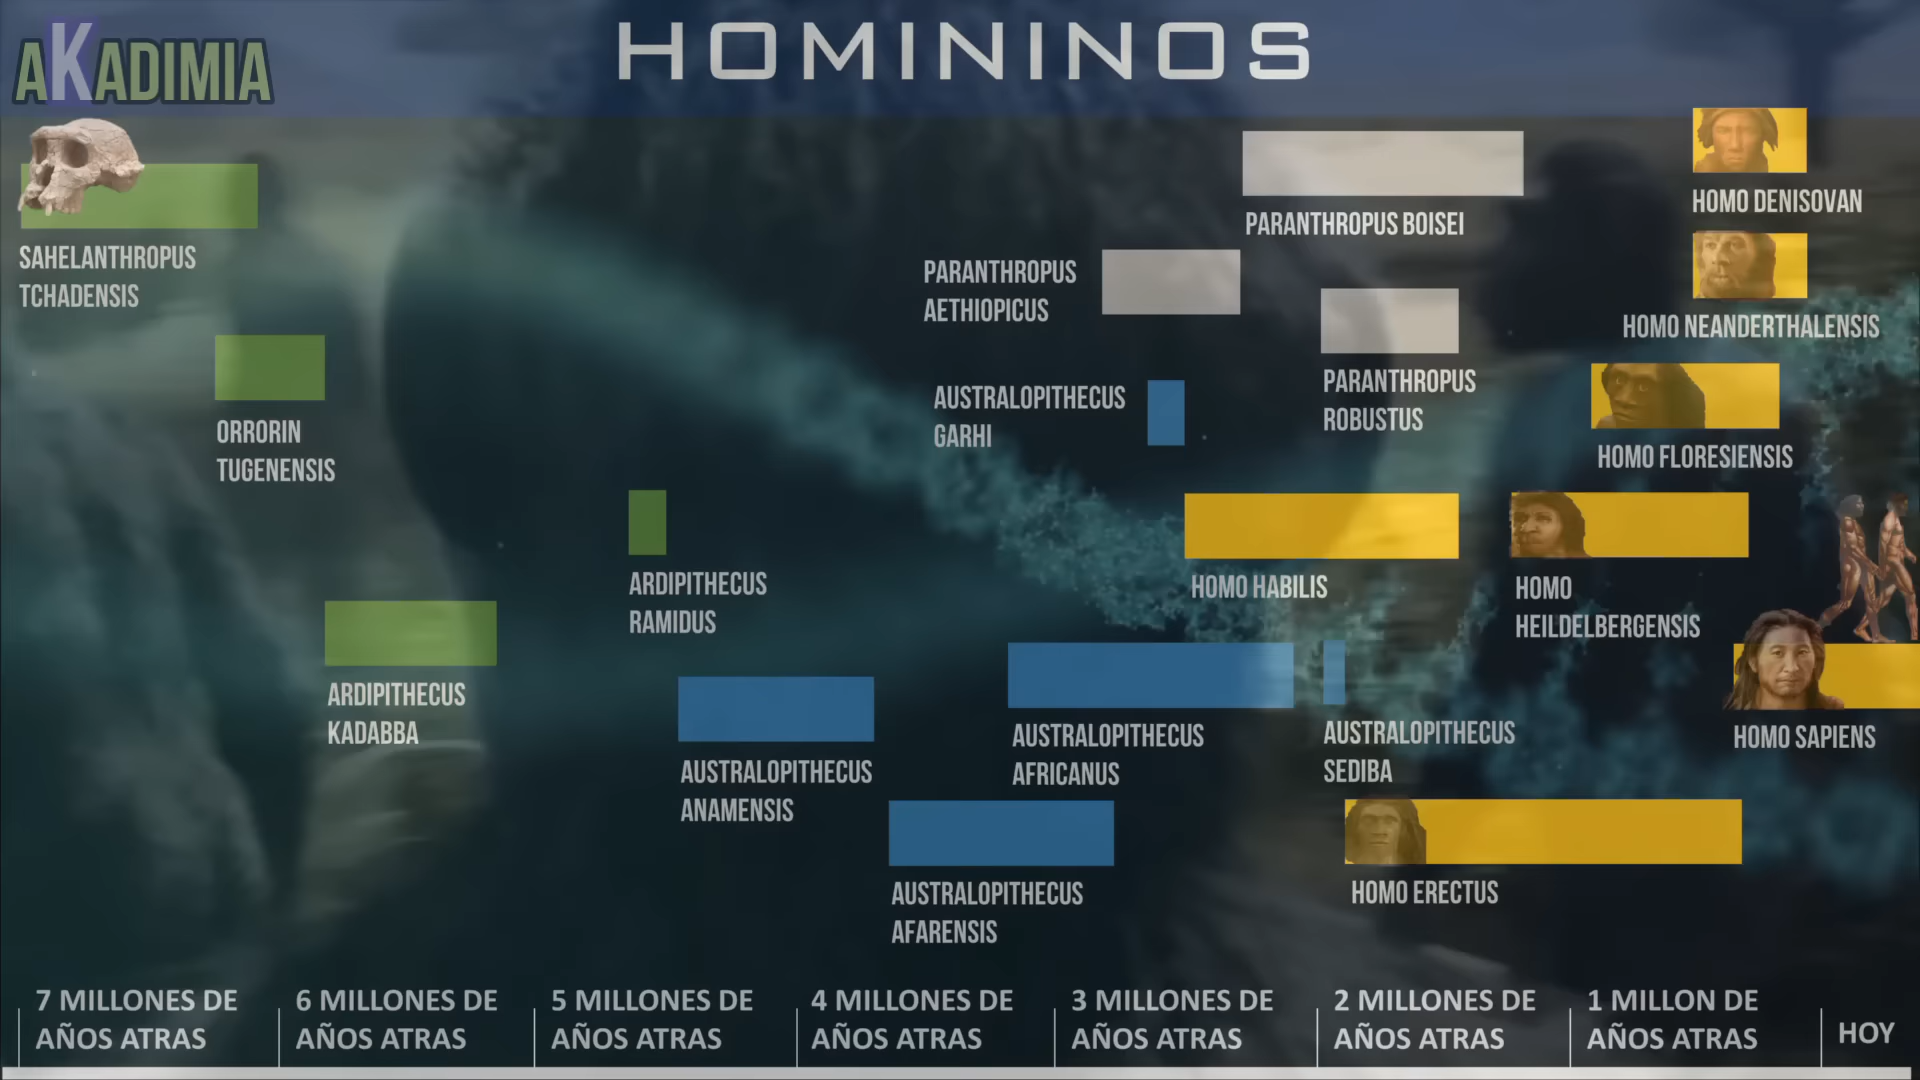 AKADIMIA
HOMININOS
SAHELANTHROPUS
TCHADENSIS
ORRORIN
TUGENENSIS
ARDIPITHECUS
KADABBA
ARDIPITHECUS
RAMIDUS
AUSTRALOPITHECUS
ANAMENSIS
AUSTRALOPITHECUS
AFARENSIS
PARANTHROPUS
AETHIOPICUS
AUSTRALOPITHECUS
GARHI
AUSTRALOPITHECUS
AFRICANUS
PARANTHROPUS BOISEI
PARANTHROPUS
ROBUSTUS
HOMO HABILIS
AUSTRALOPITHECUS
SEDIBA
HOMO ERECTUS
HOMO DENISOVAN
HOMO NEANDERTHALENSIS
HOMO FLORESIENSIS
HOMO
HEILDELBERGENSIS
HOMO SAPIENS
7 MILLONES DE
AÑOS ATRAS
6 MILLONES DE
AÑOS ATRAS
5 MILLONES DE
AÑOS ATRAS
4 MILLONES DE
AÑOS ATRAS
3 MILLONES DE
AÑOS ATRAS
2 MILLONES DE
AÑOS ATRAS
1 MILLON DE
AÑOS ATRAS
HOY